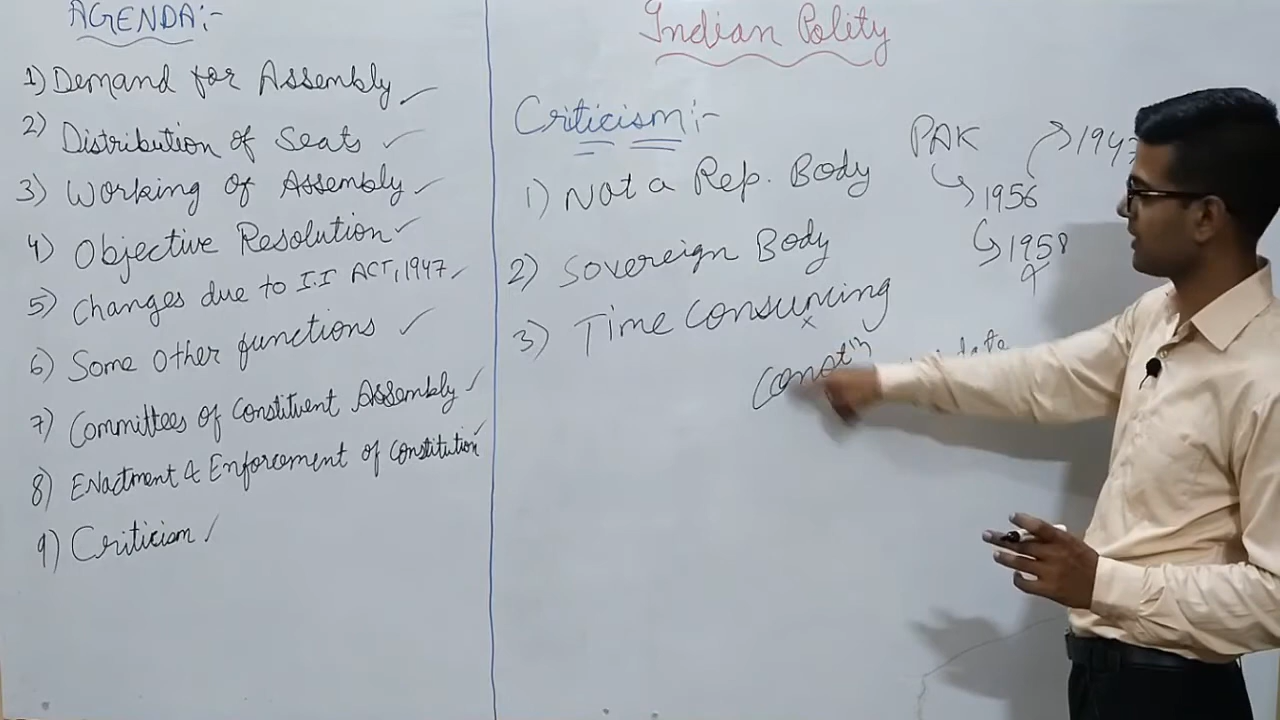 AGENDA:-
1) Demand for Assembly ✓
2) Distribution of Seats ✓
3) Working of Assembly ✓
4) Objective Resolution ✓
5) Changes due to I.I ACT, 1947 ✓
6) Some Other functions ✓
7) Committees of Constituent Assembly ✓
8) Enactment & Enforcement of Constitution ✓
9) Criticism ✓
Indian Polity
Criticism:-
1) Not a Rep. Body
2) Sovereign Body
3) Time Consuming
x
PAK
1956
1947
1958